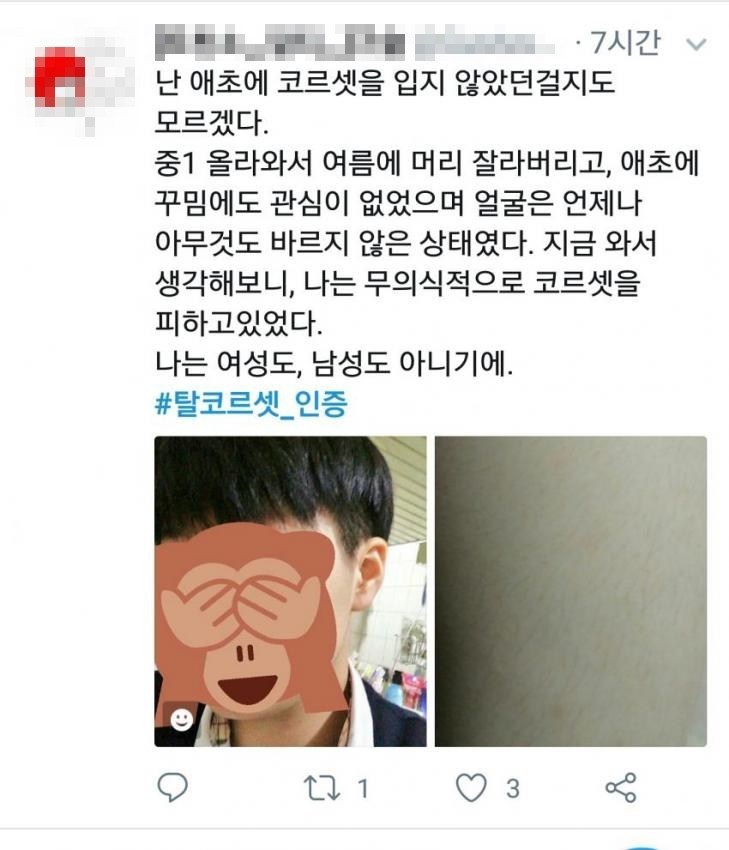 · 7시간
난 애초에 코르셋을 입지 않았던걸지도
모르겠다.
중1 올라와서 여름에 머리 잘라버리고, 애초에
꾸밈에도 관심이 없었으며 얼굴은 언제나
아무것도 바르지 않은 상태였다. 지금 와서
생각해보니, 나는 무의식적으로 코르셋을
피하고있었다.
나는 여성도, 남성도 아니기에.
#탈코르셋_인증
1 3